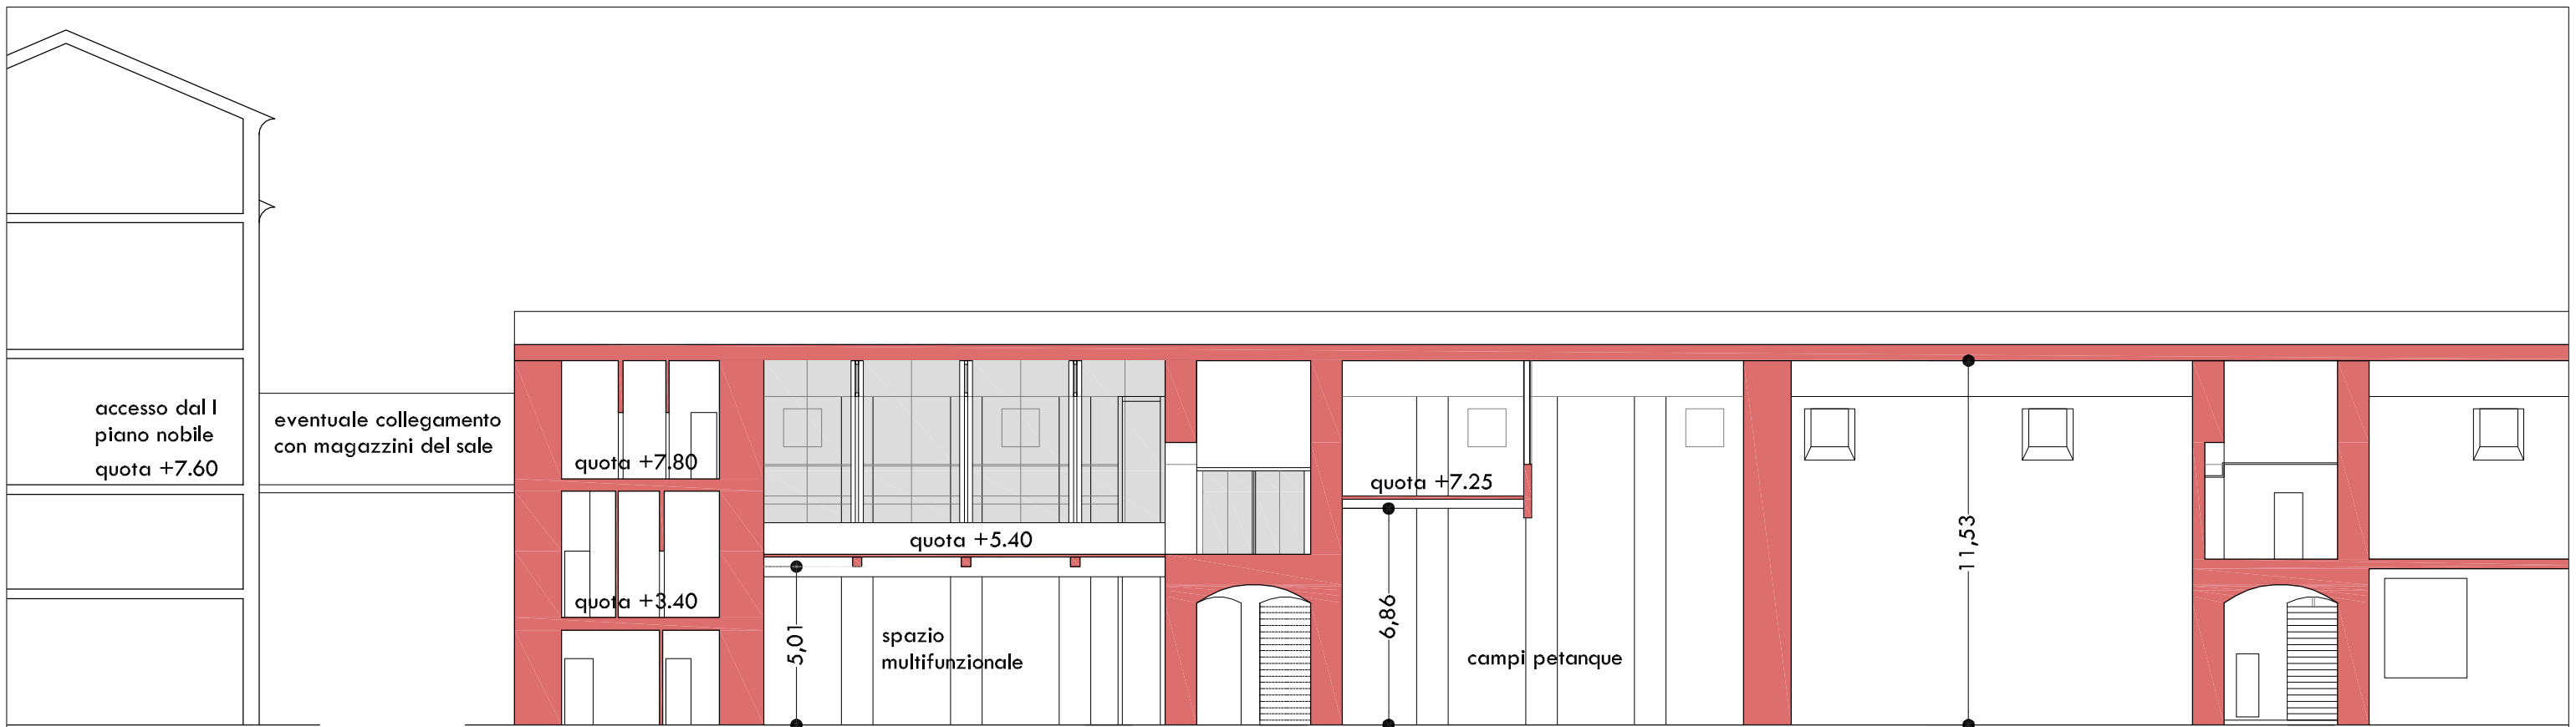 accesso dal I
piano nobile
quota +7.60
eventuale collegamento
con magazzini del sale
quota +7.80
quota +3.40
quota +5.40
5,01
spazio
multifunzionale
quota +7.25
6,86
campi petanque
11,53